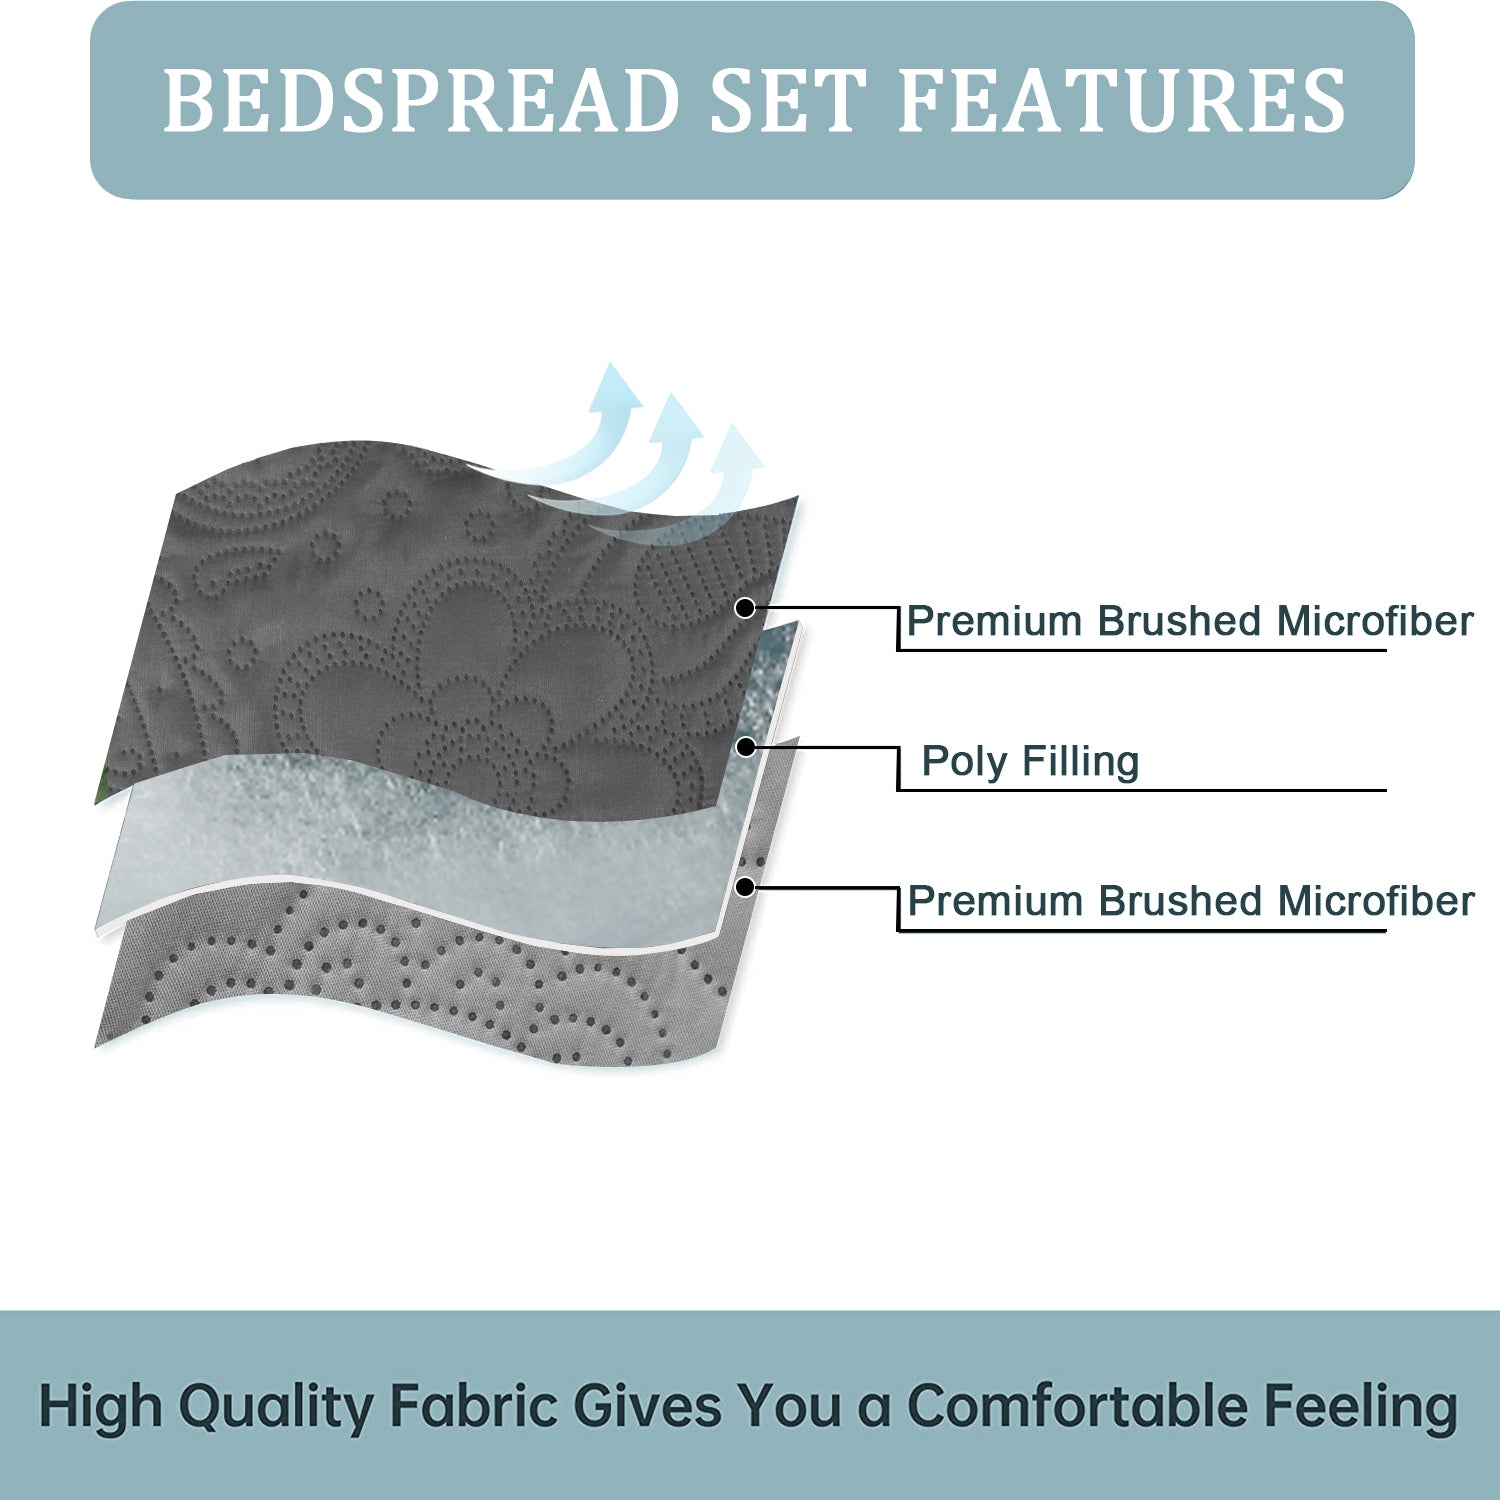 BEDSPREAD SET FEATURES
Premium Brushed Microfiber
Poly Filling
Premium Brushed Microfiber
High Quality Fabric Gives You a Comfortable Feeling